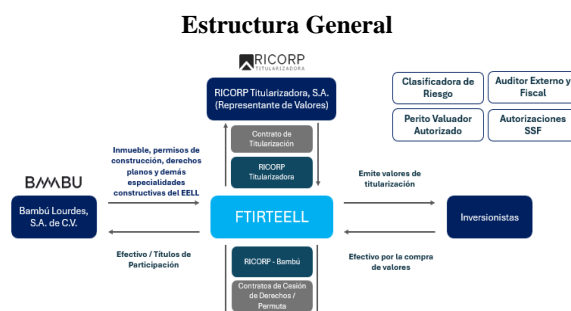 Estructura General
RICORP
TITULARIZADORA
RICORP Titularizadora, S.A.
(Representante de Valores)
Clasificadora de
Riesgo
Auditor Externo y
Fiscal
Perito Valuador
Autorizado
Autorizaciones
SSF
Contrato de
Titularización
RICORP
Titularizadora
Inmueble, permisos de
construcción, derechos
planos y demás
especialidades
constructivas del EELL
BAMBU
Bambú Lourdes,
S.A. de C.V.
FTIRTEELL
Emite valores de
titularización
Inversionistas
Efectivo / Títulos de
Participación
RICORP - Bambú
Contratos de Cesión
de Derechos /
Permuta
Efectivo por la compra
de valores